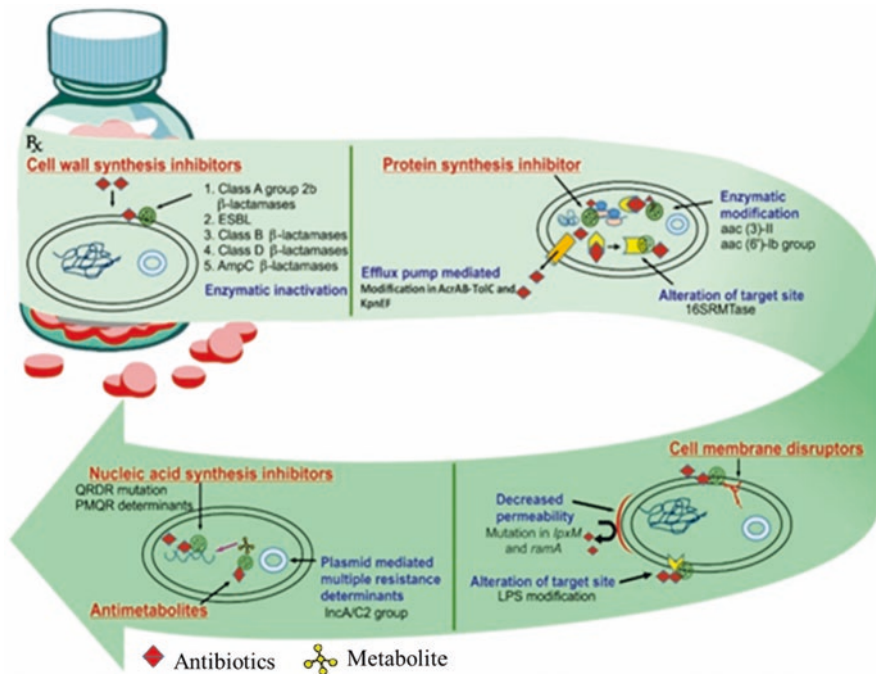 Rx
Cell wall synthesis inhibitors
1. Class A group 2b
β-lactamases
2. ESBL
3. Class B β-lactamases
4. Class D β-lactamases
5. AmpC β-lactamases
Enzymatic inactivation
Protein synthesis inhibitor
Enzymatic
modification
aac (3)-II
aac (6')-Ib group
Efflux pump mediated
Modification in AcrAB-TolC and
KpnEF
Alteration of target site
16SRMTase
Cell membrane disruptors
Decreased
permeability
Mutation in lpxM
and ramA
Alteration of target site
LPS modification
Nucleic acid synthesis inhibitors
QRDR mutation
PMQR determinants
Plasmid mediated
multiple resistance
determinants
IncA/C2 group
Antimetabolites
Antibiotics
Metabolite